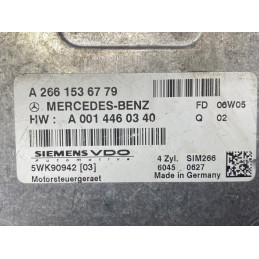 A 266 153 67 79
MERCEDES-BENZ FD 06W05
HW : A 001 446 03 40 Q 02
SIEMENS VDO 4 Zyl. SIM266
Automotive 6045 0627
5WK90942 [03] Made in Germany
Motorsteuergeraet